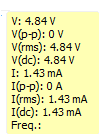 V: 4.84 V
V(p-p): 0 V
V(rms): 4.84 V
V(dc): 4.84 V
I: 1.43 mA
I(p-p): 0 A
I(rms): 1.43 mA
I(dc): 1.43 mA
Freq.: